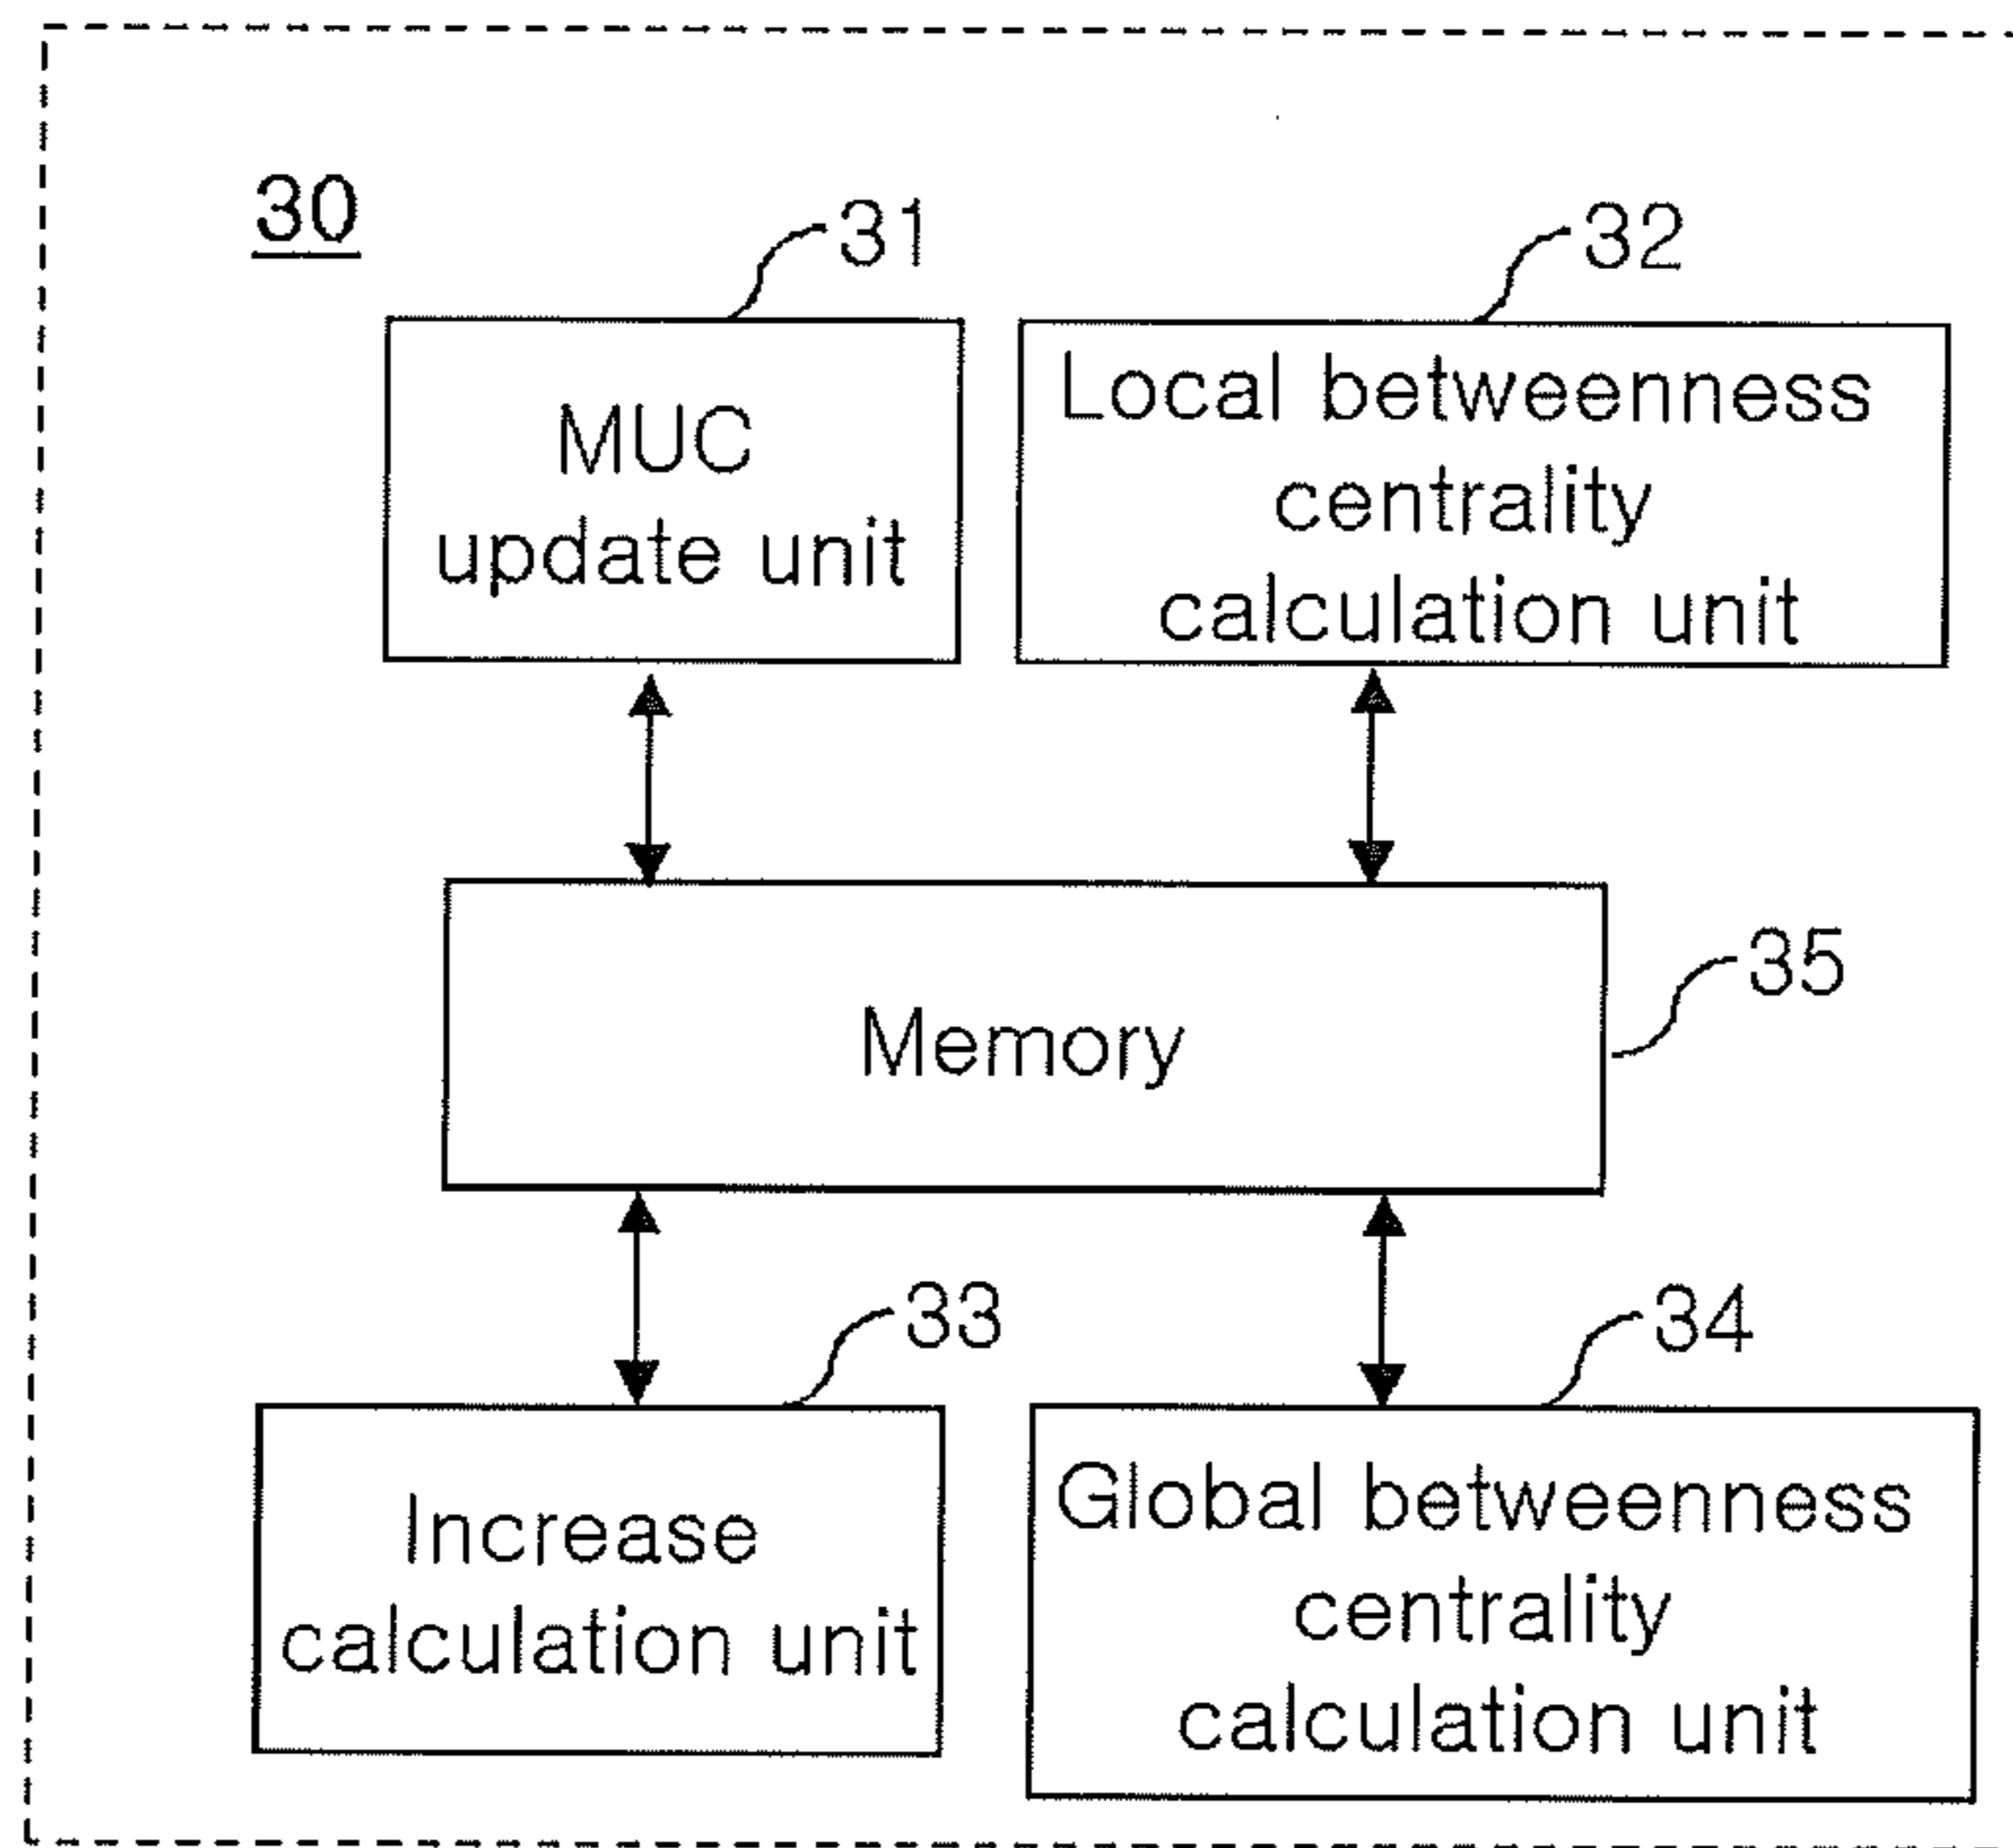 30
31
32
MUC
update unit
Local betweenness
centrality
calculation unit
Memory
35
33
34
Increase
calculation unit
Global betweenness
centrality
calculation unit